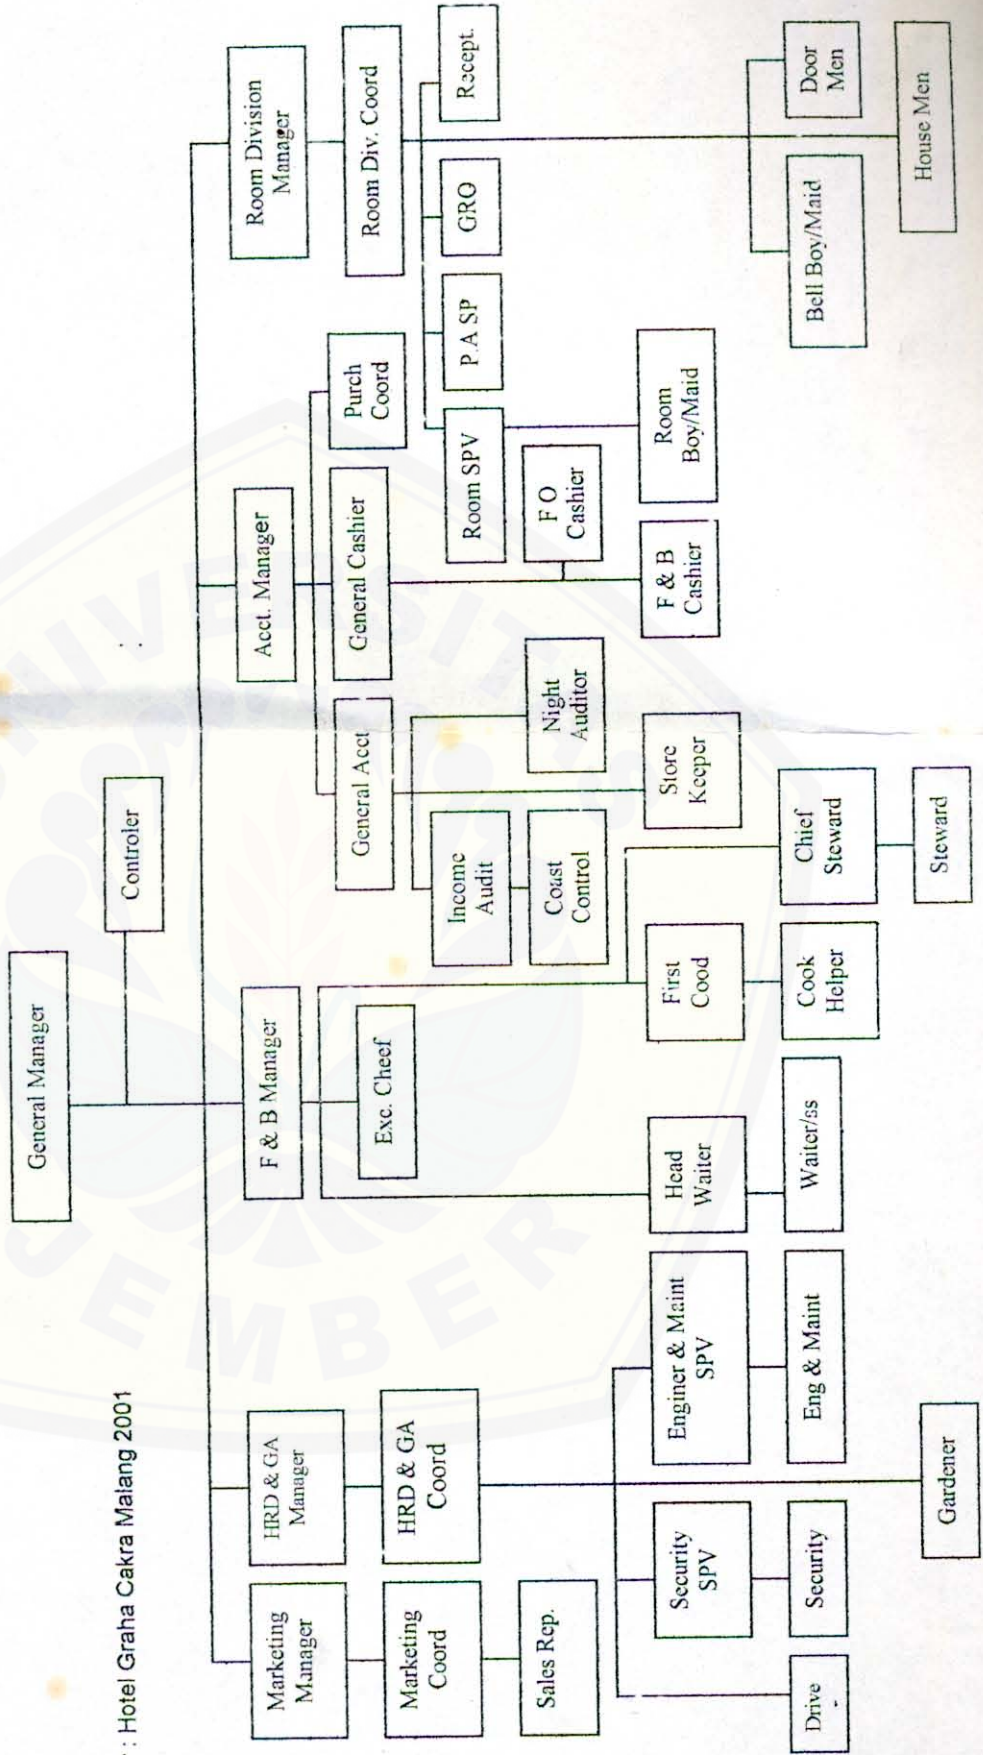 General Manager
Controler
Marketing
Manager
HRD & GA
Manager
F & B Manager
Acct. Manager
Room Division
Manager
Marketing
Coord
HRD & GA
Coord
Exc. Cheef
General Acct
General Cashier
Purch
Coord
Room Div. Coord
Sales Rep.
Income
Audit
Coast
Control
Night
Auditor
F O
Cashier
Room SPV
P.A SP
GRO
Recept.
Security
SPV
Enginer & Maint
SPV
Head
Waiter
First
Cood
Store
Keeper
F & B
Cashier
Room
Boy/Maid
Drive
Security
Eng & Maint
Waiter/ss
Cook
Helper
Chief
Steward
Bell Boy/Maid
Door
Men
Gardener
Steward
House Men
: Hotel Graha Cakra Malang 2001
UNIVERSITAS
JEMBER